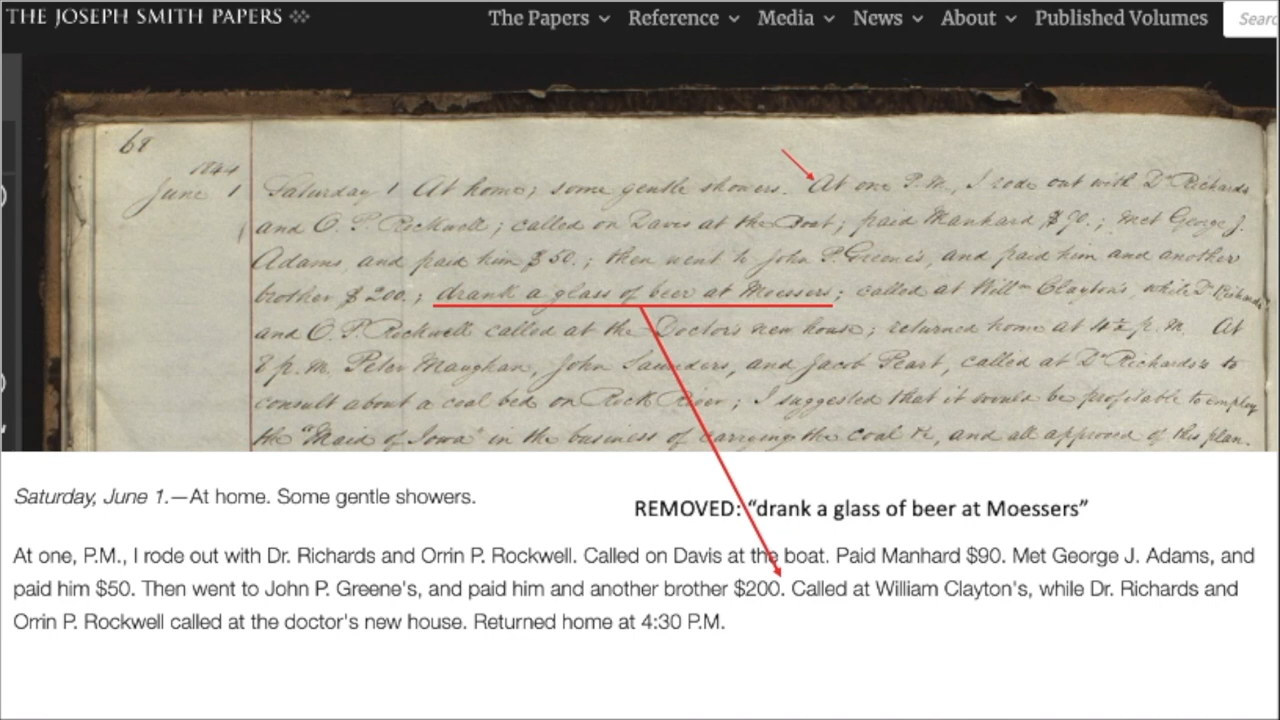 THE JOSEPH SMITH PAPERS
The Papers Reference Media News About Published Volumes Searc
68
1844
June 1 Saturday 1 At home; some gentle showers. At one P.M., I rode out with Dr Richards
and O. P. Rockwell; called on Davis at the Boat; paid Manhard $90.; met George J.
Adams, and paid him $50.; then went to John P. Greene's, and paid him and another
brother $200.; drank a glass of beer at Moessers; called at Willm Clayton's, while Dr Richards
and O. P. Rockwell called at the Doctor's new house; returned home at 4½ p.m. At
8 p.m. Peter Maughan, John Saunders, and Jacob Peart, called at Dr Richards's to
consult about a coal bed on Rock River; I suggested that it would be profitable to employ
the "Maid of Iowa" in the business of carrying the coal &c, and all approved of this plan.
Saturday, June 1.—At home. Some gentle showers.
REMOVED: “drank a glass of beer at Moessers”
At one, P.M., I rode out with Dr. Richards and Orrin P. Rockwell. Called on Davis at the boat. Paid Manhard $90. Met George J. Adams, and
paid him $50. Then went to John P. Greene's, and paid him and another brother $200. Called at William Clayton's, while Dr. Richards and
Orrin P. Rockwell called at the doctor's new house. Returned home at 4:30 P.M.